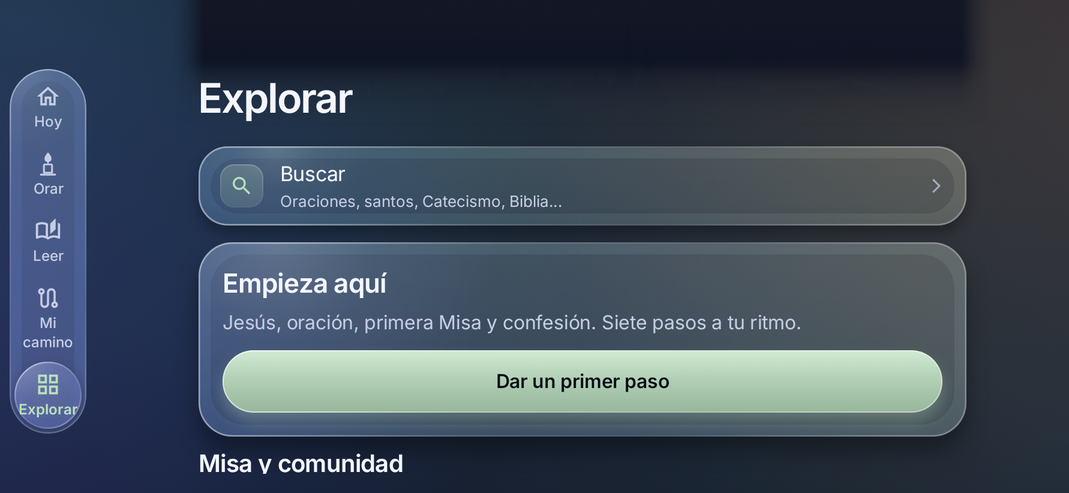 Hoy
Orar
Leer
Mi
camino
Explorar
Explorar
Buscar
Oraciones, santos, Catecismo, Biblia...
Empieza aquí
Jesús, oración, primera Misa y confesión. Siete pasos a tu ritmo.
Dar un primer paso
Misa y comunidad